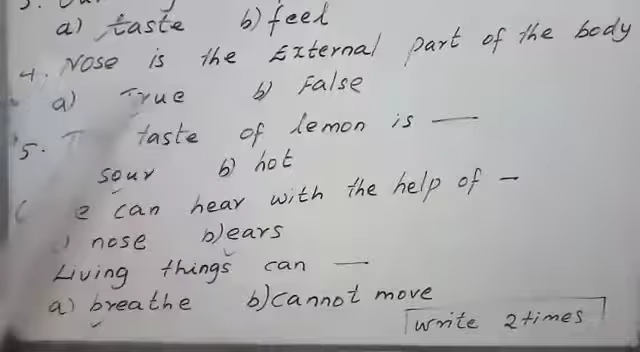 a) taste b) feel
4. Nose is the External part of the body
a) True b) False
5. taste of lemon is —
sour b) hot
e can hear with the help of -
) nose b) ears
Living things can —
a) breathe b) cannot move
write 2 times